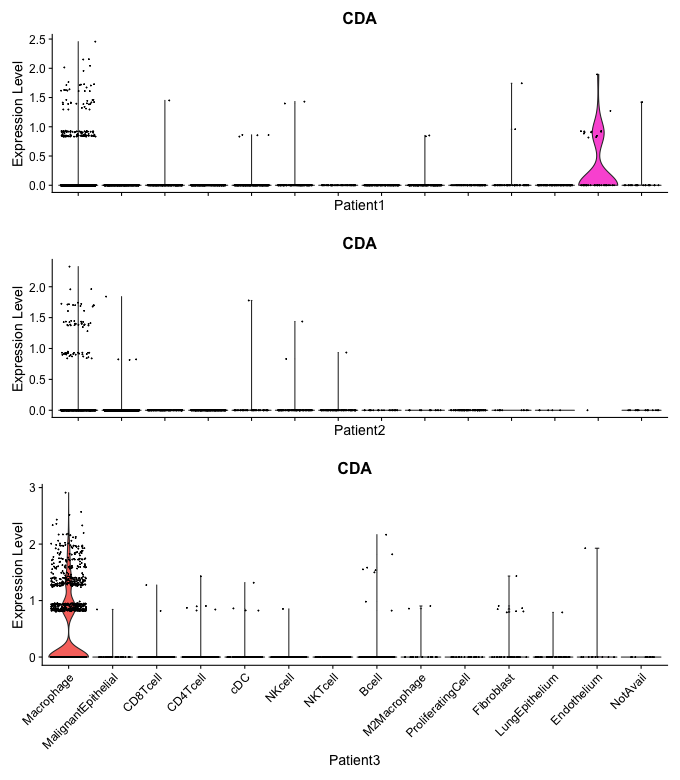 CDA
Expression Level
2.5
2.0
1.5
1.0
0.5
0.0
Patient1
CDA
Expression Level
2.0
1.5
1.0
0.5
0.0
Patient2
CDA
Expression Level
3
2
1
0
Macrophage
MalignantEpithelial
CD8Tcell
CD4Tcell
cDC
NKcell
NKTcell
Bcell
M2Macrophage
ProliferatingCell
Fibroblast
LungEpithelium
Endothelium
NotAvail
Patient3